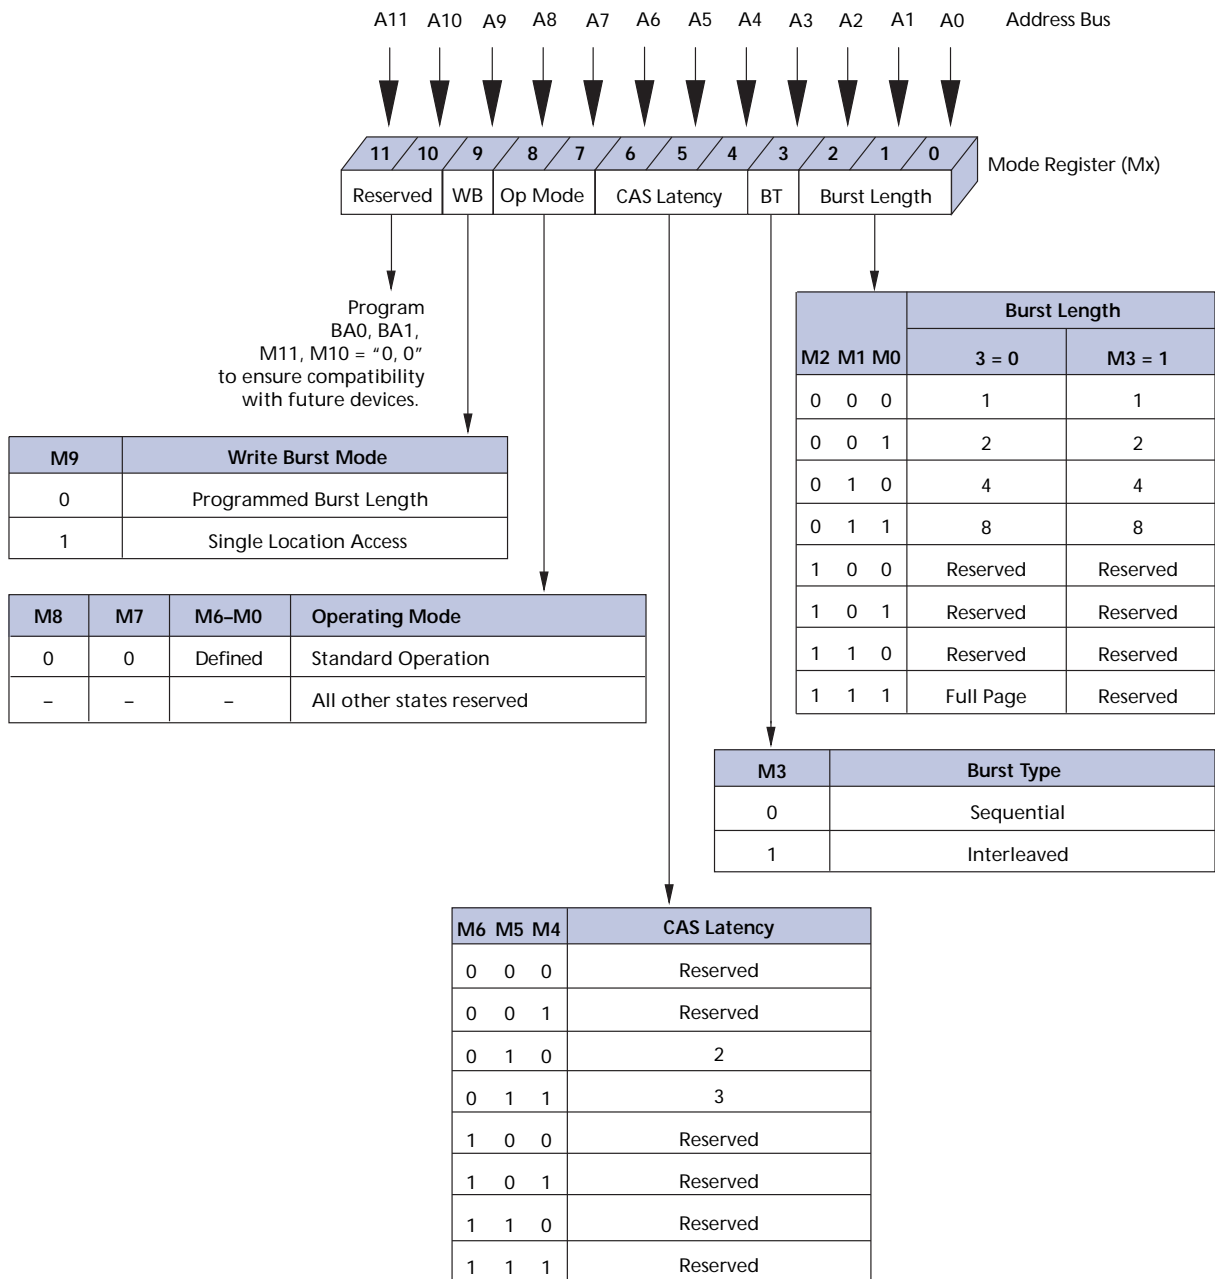 A11 A10 A9 A8 A7 A6 A5 A4 A3 A2 A1 A0 Address Bus
11 10 9 8 7 6 5 4 3 2 1 0
Mode Register (Mx)
Reserved WB Op Mode CAS Latency BT Burst Length
Program
BA0, BA1,
M11, M10 = “0, 0”
to ensure compatibility
with future devices.
Burst Length
M2 M1 M0 3 = 0 M3 = 1
0 0 0 1 1
0 0 1 2 2
0 1 0 4 4
0 1 1 8 8
1 0 0 Reserved Reserved
1 0 1 Reserved Reserved
1 1 0 Reserved Reserved
1 1 1 Full Page Reserved
M9 Write Burst Mode
0 Programmed Burst Length
1 Single Location Access
M8 M7 M6–M0 Operating Mode
0 0 Defined Standard Operation
– – – All other states reserved
M3 Burst Type
0 Sequential
1 Interleaved
M6 M5 M4 CAS Latency
0 0 0 Reserved
0 0 1 Reserved
0 1 0 2
0 1 1 3
1 0 0 Reserved
1 0 1 Reserved
1 1 0 Reserved
1 1 1 Reserved